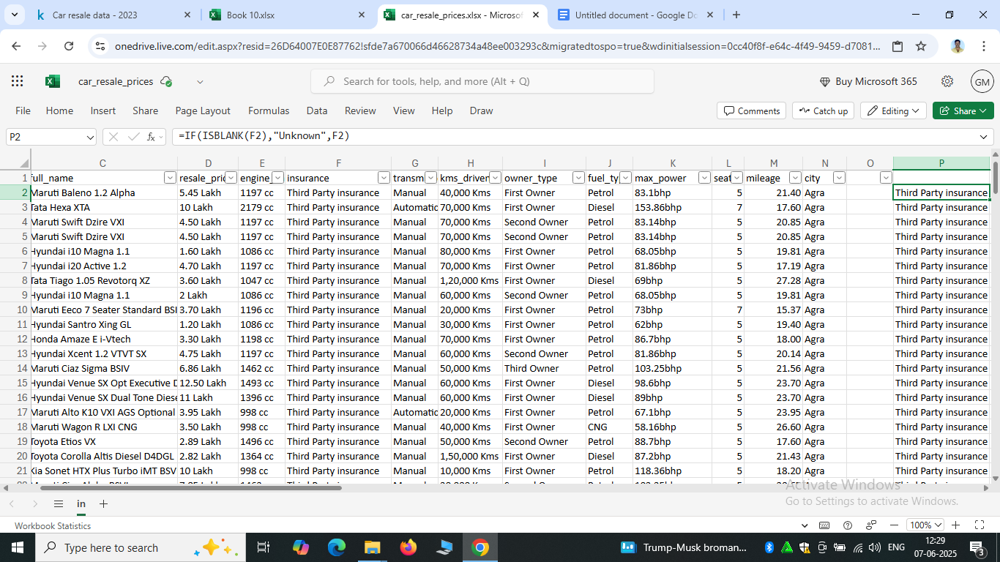 Car resale data - 2023
Book 10.xlsx
car_resale_prices.xlsx - Microsof
Untitled document - Google Do
onedrive.live.com/edit.aspx?resid=26D64007E0E87762!sfde7a670066d46628734a48ee003293c&migratedtospo=true&wdinitialsession=0cc40f8f-e64c-4f49-9459-d7081...
car_resale_prices
Search for tools, help, and more (Alt + Q)
Buy Microsoft 365
GM
File Home Insert Share Page Layout Formulas Data Review View Help Draw
Comments Catch up Editing Share
P2 fx =IF(ISBLANK(F2),"Unknown",F2)
C D E F G H I J K L M N O P
1 full_name resale_pric engine_ insurance transm kms_driven owner_type fuel_ty max_power seat mileage city
2 Maruti Baleno 1.2 Alpha 5.45 Lakh 1197 cc Third Party insurance Manual 40,000 Kms First Owner Petrol 83.1bhp 5 21.40 Agra Third Party insurance
3 Tata Hexa XTA 10 Lakh 2179 cc Third Party insurance Automatic 70,000 Kms First Owner Diesel 153.86bhp 7 17.60 Agra Third Party insurance
4 Maruti Swift Dzire VXI 4.50 Lakh 1197 cc Third Party insurance Manual 70,000 Kms Second Owner Petrol 83.14bhp 5 20.85 Agra Third Party insurance
5 Maruti Swift Dzire VXI 4.50 Lakh 1197 cc Third Party insurance Manual 70,000 Kms Second Owner Petrol 83.14bhp 5 20.85 Agra Third Party insurance
6 Hyundai i10 Magna 1.1 1.60 Lakh 1086 cc Third Party insurance Manual 80,000 Kms First Owner Petrol 68.05bhp 5 19.81 Agra Third Party insurance
7 Hyundai i20 Active 1.2 4.70 Lakh 1197 cc Third Party insurance Manual 70,000 Kms First Owner Petrol 81.86bhp 5 17.19 Agra Third Party insurance
8 Tata Tiago 1.05 Revotorq XZ 3.60 Lakh 1047 cc Third Party insurance Manual 1,20,000 Kms First Owner Diesel 69bhp 5 27.28 Agra Third Party insurance
9 Hyundai i10 Magna 1.1 2 Lakh 1086 cc Third Party insurance Manual 60,000 Kms Second Owner Petrol 68.05bhp 5 19.81 Agra Third Party insurance
10 Maruti Eeco 7 Seater Standard BSI 3.70 Lakh 1196 cc Third Party insurance Manual 20,000 Kms First Owner Petrol 73bhp 7 15.37 Agra Third Party insurance
11 Hyundai Santro Xing GL 1.20 Lakh 1086 cc Third Party insurance Manual 30,000 Kms First Owner Petrol 62bhp 5 19.40 Agra Third Party insurance
12 Honda Amaze E i-Vtech 3.30 Lakh 1198 cc Third Party insurance Manual 70,000 Kms First Owner Petrol 86.7bhp 5 18.00 Agra Third Party insurance
13 Hyundai Xcent 1.2 VTVT SX 4.75 Lakh 1197 cc Third Party insurance Manual 60,000 Kms Second Owner Petrol 81.86bhp 5 20.14 Agra Third Party insurance
14 Maruti Ciaz Sigma BSIV 6.86 Lakh 1462 cc Third Party insurance Manual 50,000 Kms Third Owner Petrol 103.25bhp 5 21.56 Agra Third Party insurance
15 Hyundai Venue SX Opt Executive D 12.50 Lakh 1493 cc Third Party insurance Manual 60,000 Kms First Owner Diesel 98.6bhp 5 23.70 Agra Third Party insurance
16 Hyundai Venue SX Dual Tone Diese 11 Lakh 1396 cc Third Party insurance Manual 60,000 Kms First Owner Diesel 89bhp 5 23.70 Agra Third Party insurance
17 Maruti Alto K10 VXI AGS Optional 3.95 Lakh 998 cc Third Party insurance Automatic 20,000 Kms First Owner Petrol 67.1bhp 5 23.95 Agra Third Party insurance
18 Maruti Wagon R LXI CNG 3.50 Lakh 998 cc Third Party insurance Manual 40,000 Kms First Owner CNG 58.16bhp 5 26.60 Agra Third Party insurance
19 Toyota Etios VX 2.89 Lakh 1496 cc Third Party insurance Manual 50,000 Kms Second Owner Petrol 88.7bhp 5 17.60 Agra Third Party insurance
20 Toyota Corolla Altis Diesel D4DGL 2.82 Lakh 1364 cc Third Party insurance Manual 1,50,000 Kms First Owner Diesel 87.2bhp 5 21.43 Agra Third Party insurance
21 Kia Sonet HTX Plus Turbo iMT BSV 10 Lakh 998 cc Third Party insurance Manual 10,000 Kms First Owner Petrol 118.36bhp 5 18.20 Agra Third Party insurance
Activate Windows
Go to Settings to activate Windows.
in
Workbook Statistics
100%
Type here to search
Trump-Musk broman...
ENG
12:29
07-06-2025
3